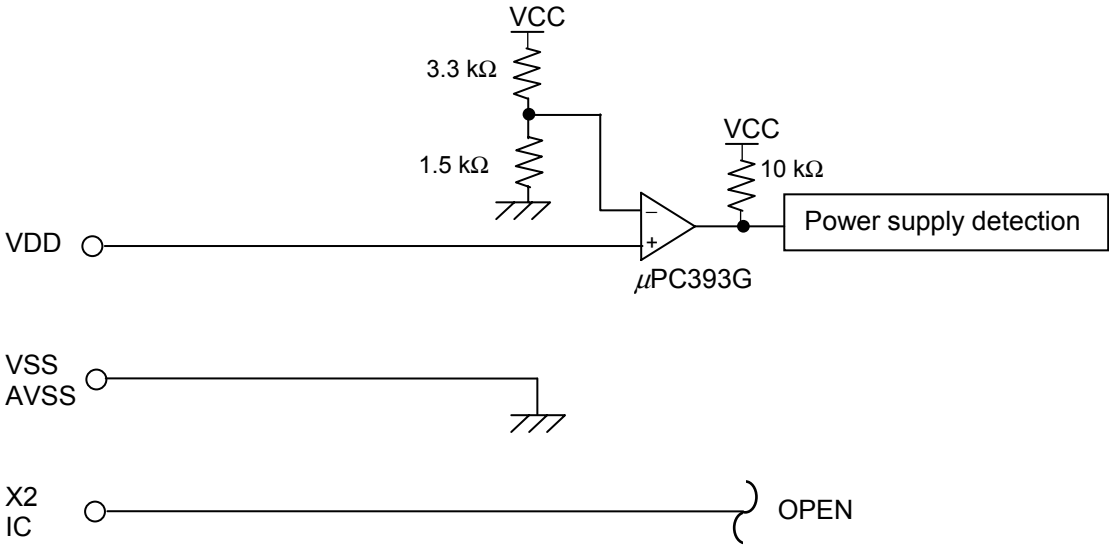 VCC
3.3 kΩ
1.5 kΩ
VCC
10 kΩ
Power supply detection
−
+
VDD
μPC393G
VSS
AVSS
X2
IC
OPEN